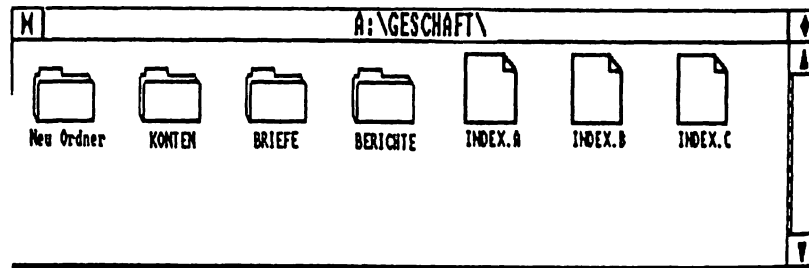 A:\GESCHAFT\
Neu Ordner KONTEN BRIEFE BERICHTE INDEX.A INDEX.B INDEX.C